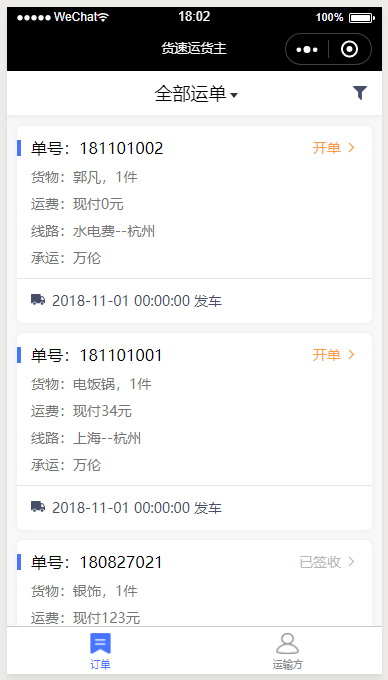 WeChat 18:02 100%
货速运货主
全部运单
单号：181101002 开单
货物：郭凡，1件
运费：现付0元
线路：水电费--杭州
承运：万伦
2018-11-01 00:00:00 发车
单号：181101001 开单
货物：电饭锅，1件
运费：现付34元
线路：上海--杭州
承运：万伦
2018-11-01 00:00:00 发车
单号：180827021 已签收
货物：银饰，1件
运费：现付123元
订单 运输方